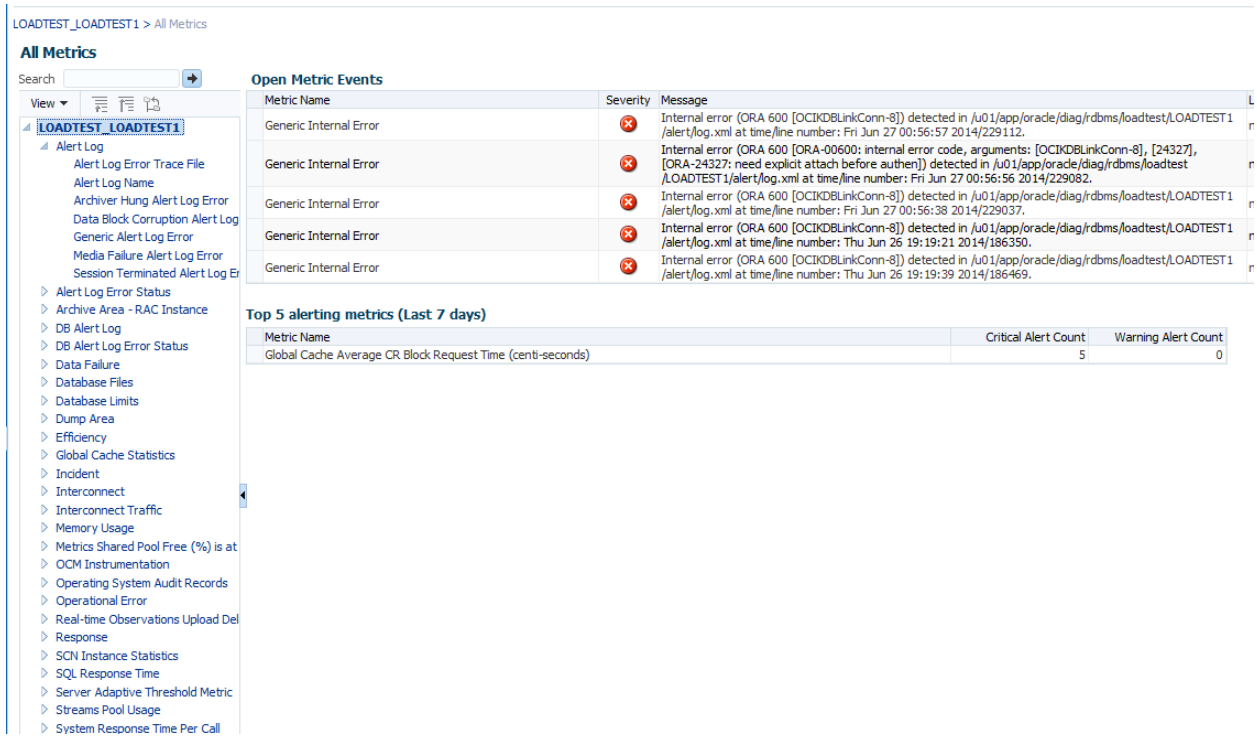 LOADTEST_LOADTEST1 > All Metrics
All Metrics
Search
View
LOADTEST_LOADTEST1
Alert Log
Alert Log Error Trace File
Alert Log Name
Archiver Hung Alert Log Error
Data Block Corruption Alert Log
Generic Alert Log Error
Media Failure Alert Log Error
Session Terminated Alert Log Er
Alert Log Error Status
Archive Area - RAC Instance
DB Alert Log
DB Alert Log Error Status
Data Failure
Database Files
Database Limits
Dump Area
Efficiency
Global Cache Statistics
Incident
Interconnect
Interconnect Traffic
Memory Usage
Metrics Shared Pool Free (%) is at
OCM Instrumentation
Operating System Audit Records
Operational Error
Real-time Observations Upload Del
Response
SCN Instance Statistics
SQL Response Time
Server Adaptive Threshold Metric
Streams Pool Usage
System Response Time Per Call
Open Metric Events
Metric Name Severity Message L
Generic Internal Error Internal error (ORA 600 [OCIKDBLinkConn-8]) detected in /u01/app/oracle/diag/rdbms/loadtest/LOADTEST1
/alert/log.xml at time/line number: Fri Jun 27 00:56:57 2014/229112.
Internal error (ORA 600 [ORA-00600: internal error code, arguments: [OCIKDBLinkConn-8], [24327],
Generic Internal Error [ORA-24327: need explicit attach before authen]) detected in /u01/app/oracle/diag/rdbms/loadtest
/LOADTEST1/alert/log.xml at time/line number: Fri Jun 27 00:56:56 2014/229082.
Generic Internal Error Internal error (ORA 600 [OCIKDBLinkConn-8]) detected in /u01/app/oracle/diag/rdbms/loadtest/LOADTEST1
/alert/log.xml at time/line number: Fri Jun 27 00:56:38 2014/229037.
Generic Internal Error Internal error (ORA 600 [OCIKDBLinkConn-8]) detected in /u01/app/oracle/diag/rdbms/loadtest/LOADTEST1
/alert/log.xml at time/line number: Thu Jun 26 19:19:21 2014/186350.
Generic Internal Error Internal error (ORA 600 [OCIKDBLinkConn-8]) detected in /u01/app/oracle/diag/rdbms/loadtest/LOADTEST1
/alert/log.xml at time/line number: Thu Jun 26 19:19:39 2014/186469.
Top 5 alerting metrics (Last 7 days)
Metric Name Critical Alert Count Warning Alert Count
Global Cache Average CR Block Request Time (centi-seconds) 5 0